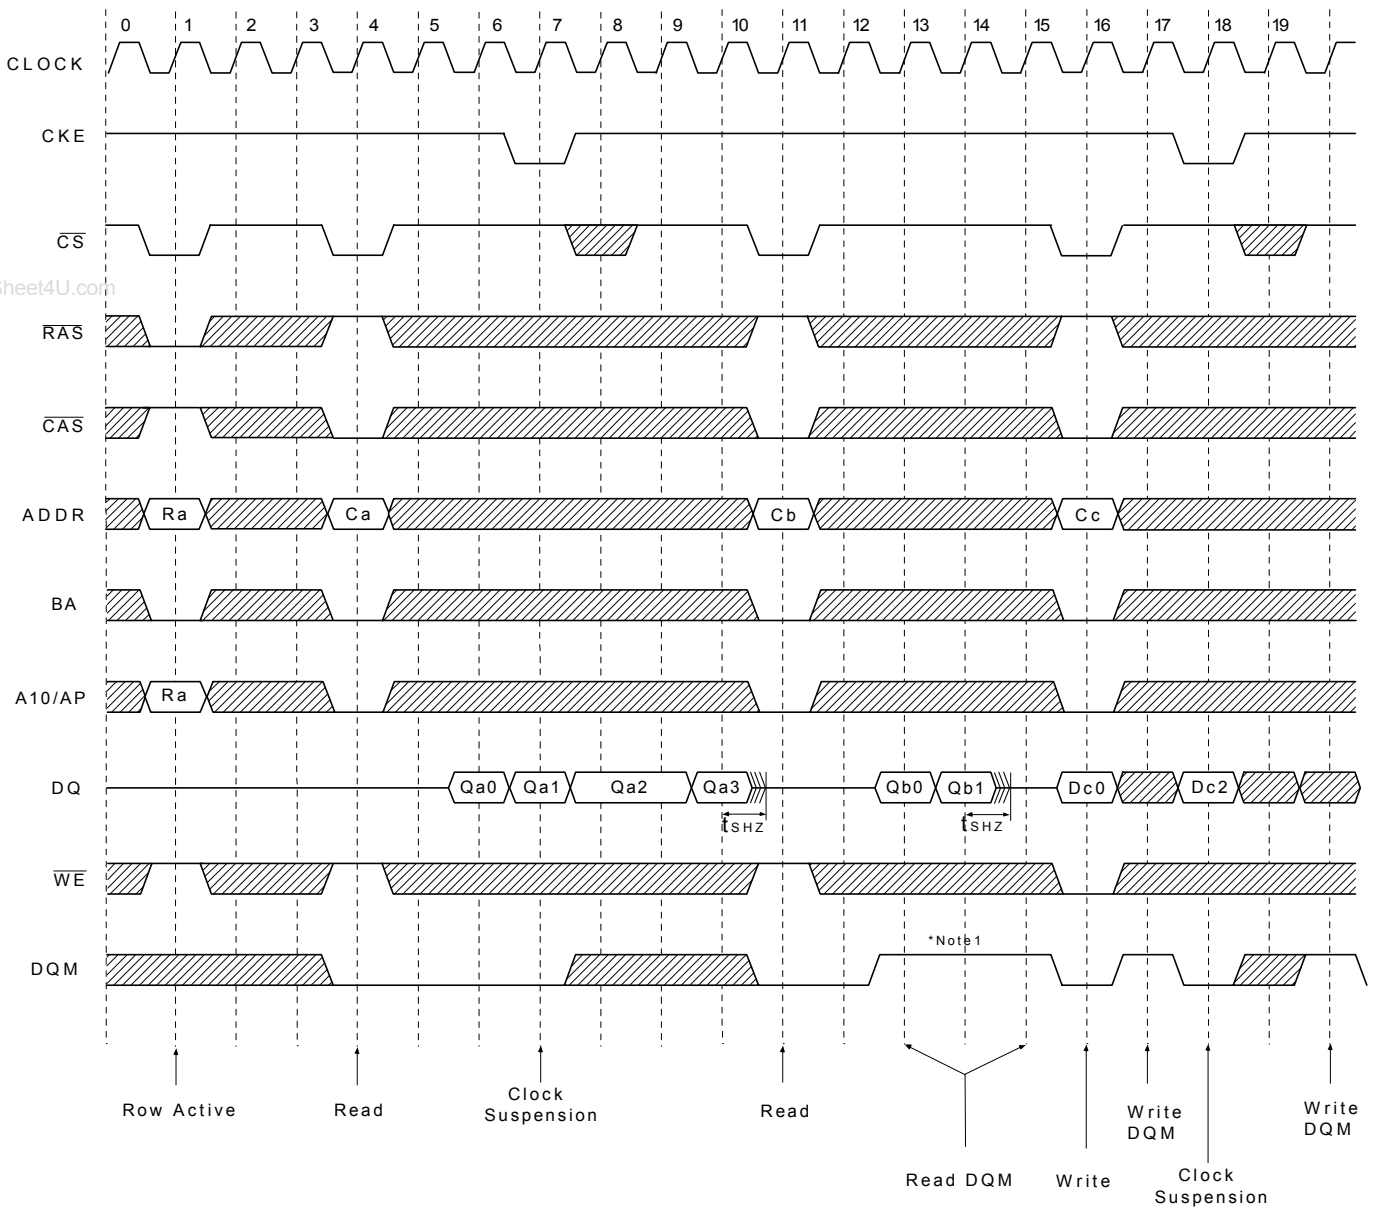 0 1 2 3 4 5 6 7 8 9 10 11 12 13 14 15 16 17 18 19
CLOCK
CKE
CS
Sheet4U.com
RAS
CAS
ADDR Ra Ca Cb Cc
BA
A10/AP Ra
DQ Qa0 Qa1 Qa2 Qa3 Qb0 Qb1 Dc0 Dc2
tSHZ tSHZ
WE
*Note1
DQM
Row Active Read Clock Suspension Read Write DQM Write DQM
Read DQM Write Clock Suspension